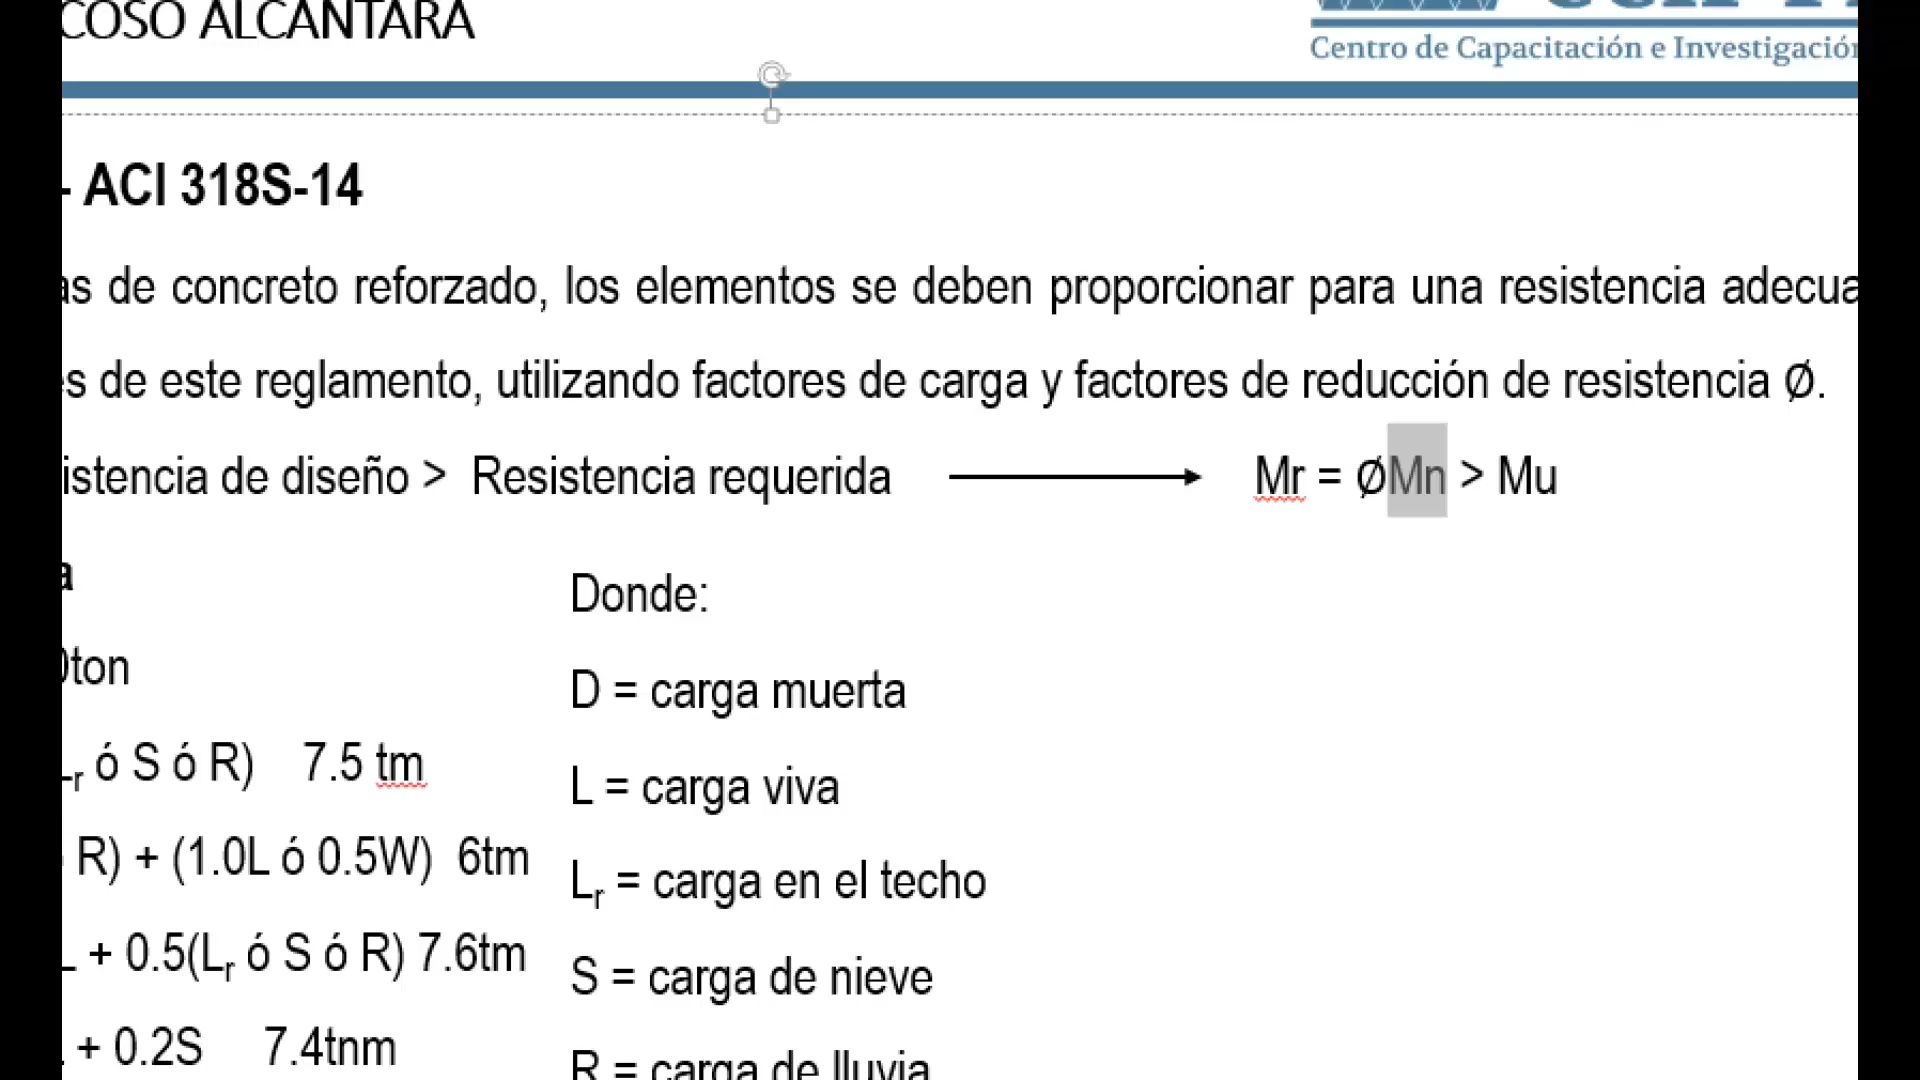 COSO ALCANTARA
Centro de Capacitación e Investigación
- ACI 318S-14
as de concreto reforzado, los elementos se deben proporcionar para una resistencia adecua
es de este reglamento, utilizando factores de carga y factores de reducción de resistencia Ø.
istencia de diseño > Resistencia requerida Mr = ØMn > Mu
a
Donde:
0ton
D = carga muerta
Lr ó S ó R) 7.5 tm
L = carga viva
R) + (1.0L ó 0.5W) 6tm
Lr = carga en el techo
L + 0.5(Lr ó S ó R) 7.6tm
S = carga de nieve
+ 0.2S 7.4tnm
R = carga de lluvia